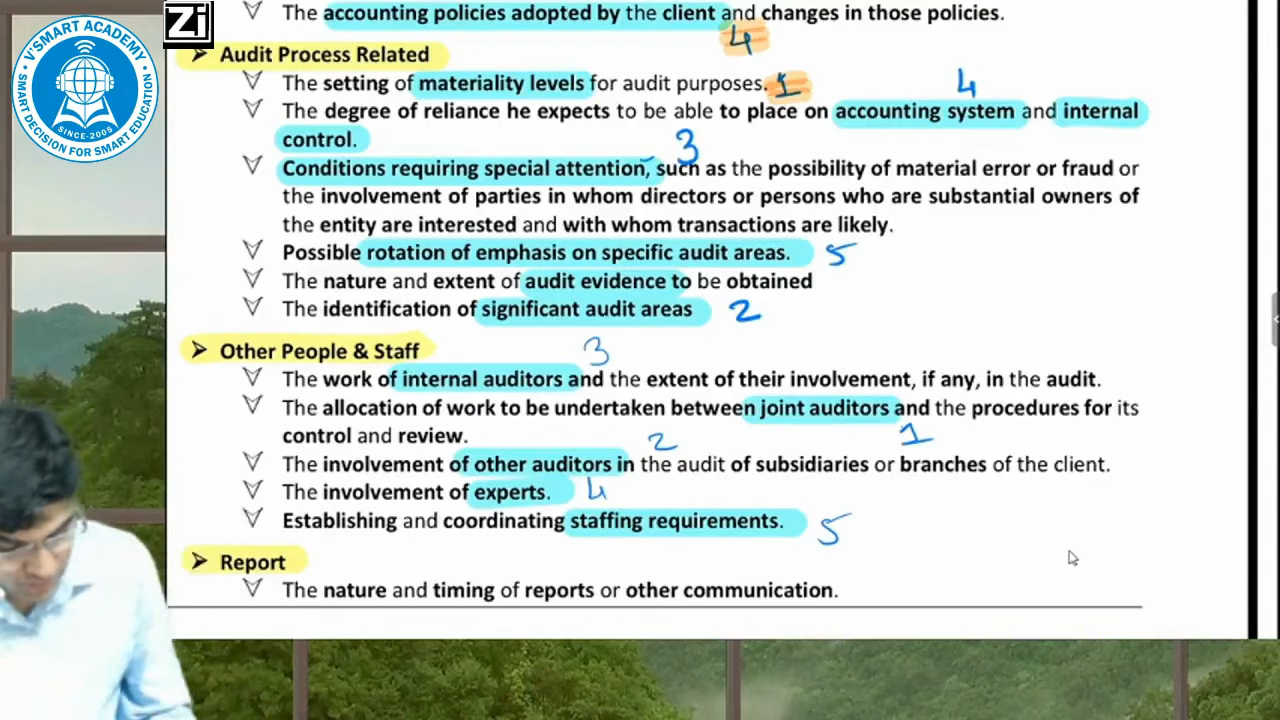 The accounting policies adopted by the client and changes in those policies.
4
Audit Process Related
The setting of materiality levels for audit purposes. 1
4
The degree of reliance he expects to be able to place on accounting system and internal
control.
3
Conditions requiring special attention, such as the possibility of material error or fraud or
the involvement of parties in whom directors or persons who are substantial owners of
the entity are interested and with whom transactions are likely.
Possible rotation of emphasis on specific audit areas. 5
The nature and extent of audit evidence to be obtained
The identification of significant audit areas 2
Other People & Staff
3
The work of internal auditors and the extent of their involvement, if any, in the audit.
The allocation of work to be undertaken between joint auditors and the procedures for its
control and review. 2 1
The involvement of other auditors in the audit of subsidiaries or branches of the client.
The involvement of experts. 4
Establishing and coordinating staffing requirements. 5
Report
The nature and timing of reports or other communication.
V'SMART ACADEMY
SINCE-2005
SMART DECISION FOR SMART EDUCATION
Zi